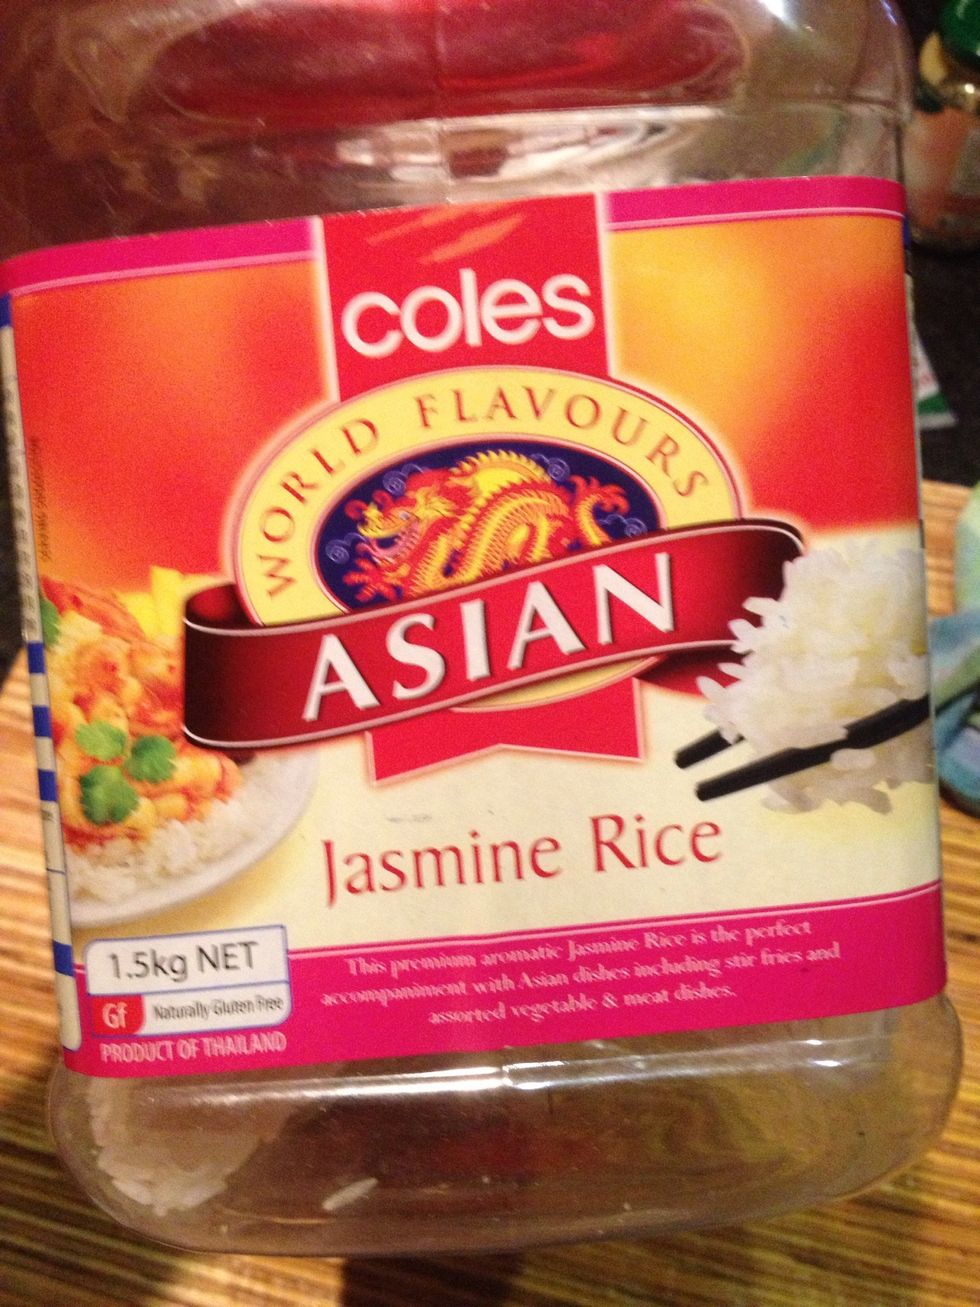 coles
WORLD FLAVOURS
ASIAN
Jasmine Rice
1.5kg NET
Gf Naturally Gluten Free
PRODUCT OF THAILAND
This premium aromatic Jasmine Rice is the perfect
accompaniment with Asian dishes including stir fries and
assorted vegetable & meat dishes.